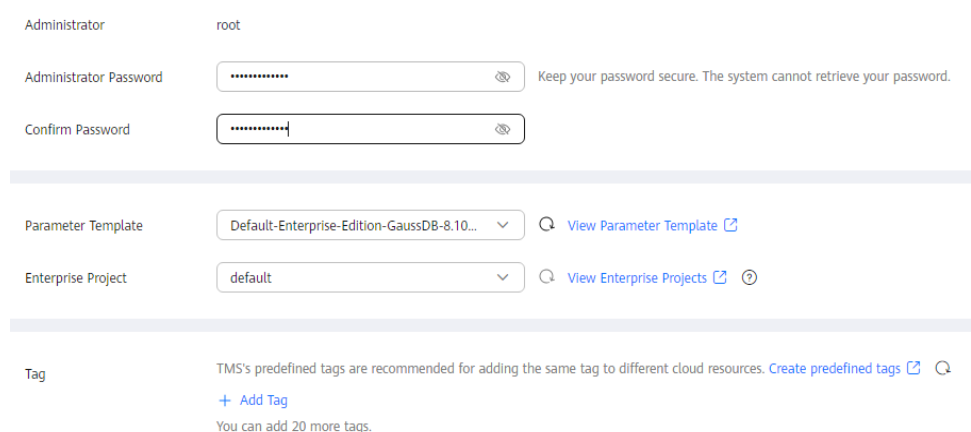 Administrator root
Administrator Password ••••••••••••• Keep your password secure. The system cannot retrieve your password.
Confirm Password •••••••••••••
Parameter Template Default-Enterprise-Edition-GaussDB-8.10... View Parameter Template
Enterprise Project default View Enterprise Projects ?
Tag TMS's predefined tags are recommended for adding the same tag to different cloud resources. Create predefined tags
+ Add Tag
You can add 20 more tags.